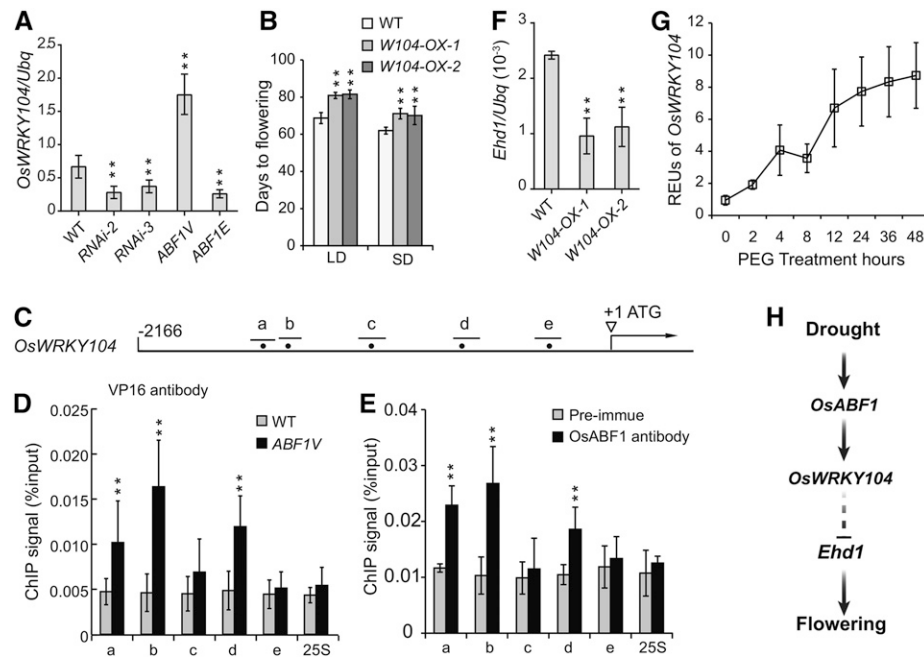 A
OsWRKY104/Ubq
2.5
2.0
1.5
1.0
0.5
0
**
**
**
**
WT
RNAi-2
RNAi-3
ABF1V
ABF1E
B
WT
W104-OX-1
W104-OX-2
Days to flowering
100
80
60
40
20
0
**
**
**
**
LD
SD
F
Ehd1/Ubq (10-3)
3
2
1
0
**
**
WT
W104-OX-1
W104-OX-2
G
REUs of OsWRKY104
12
10
8
6
4
2
0
0 2 4 8 12 24 36 48
PEG Treatment hours
C
OsWRKY104
-2166
a b c d e
+1 ATG
D
VP16 antibody
WT
ABF1V
ChIP signal (%input)
0.025
0.020
0.015
0.010
0.005
0
**
**
**
a b c d e 25S
E
Pre-immue
OsABF1 antibody
ChIP signal (%input)
0.04
0.03
0.02
0.01
0
**
**
**
a b c d e 25S
H
Drought
OsABF1
OsWRKY104
Ehd1
Flowering